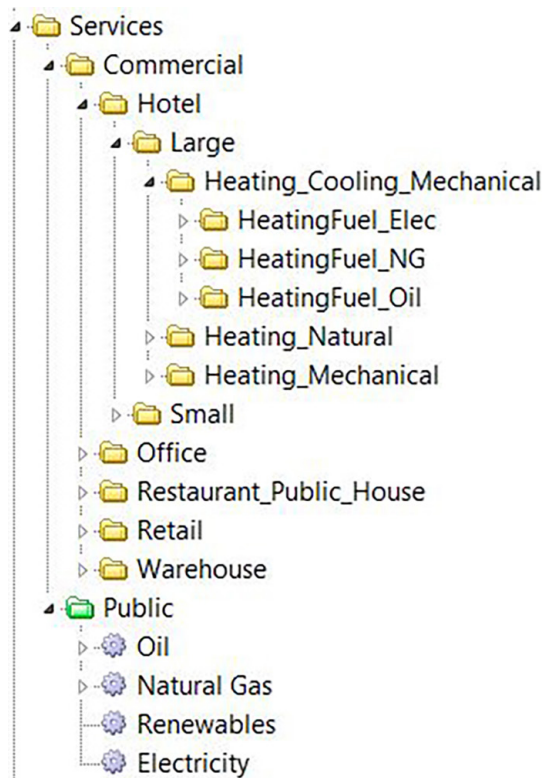 Services
Commercial
Hotel
Large
Heating_Cooling_Mechanical
HeatingFuel_Elec
HeatingFuel_NG
HeatingFuel_Oil
Heating_Natural
Heating_Mechanical
Small
Office
Restaurant_Public_House
Retail
Warehouse
Public
Oil
Natural Gas
Renewables
Electricity